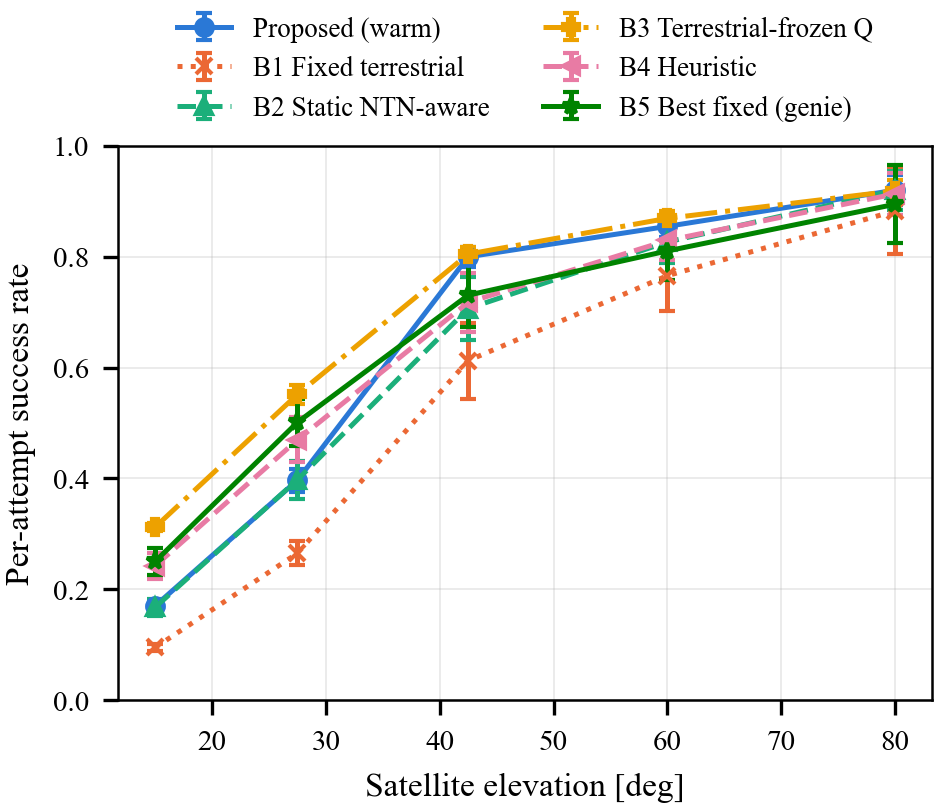 Proposed (warm)
B1 Fixed terrestrial
B2 Static NTN-aware
B3 Terrestrial-frozen Q
B4 Heuristic
B5 Best fixed (genie)
Per-attempt success rate
1.0
0.8
0.6
0.4
0.2
0.0
20 30 40 50 60 70 80
Satellite elevation [deg]